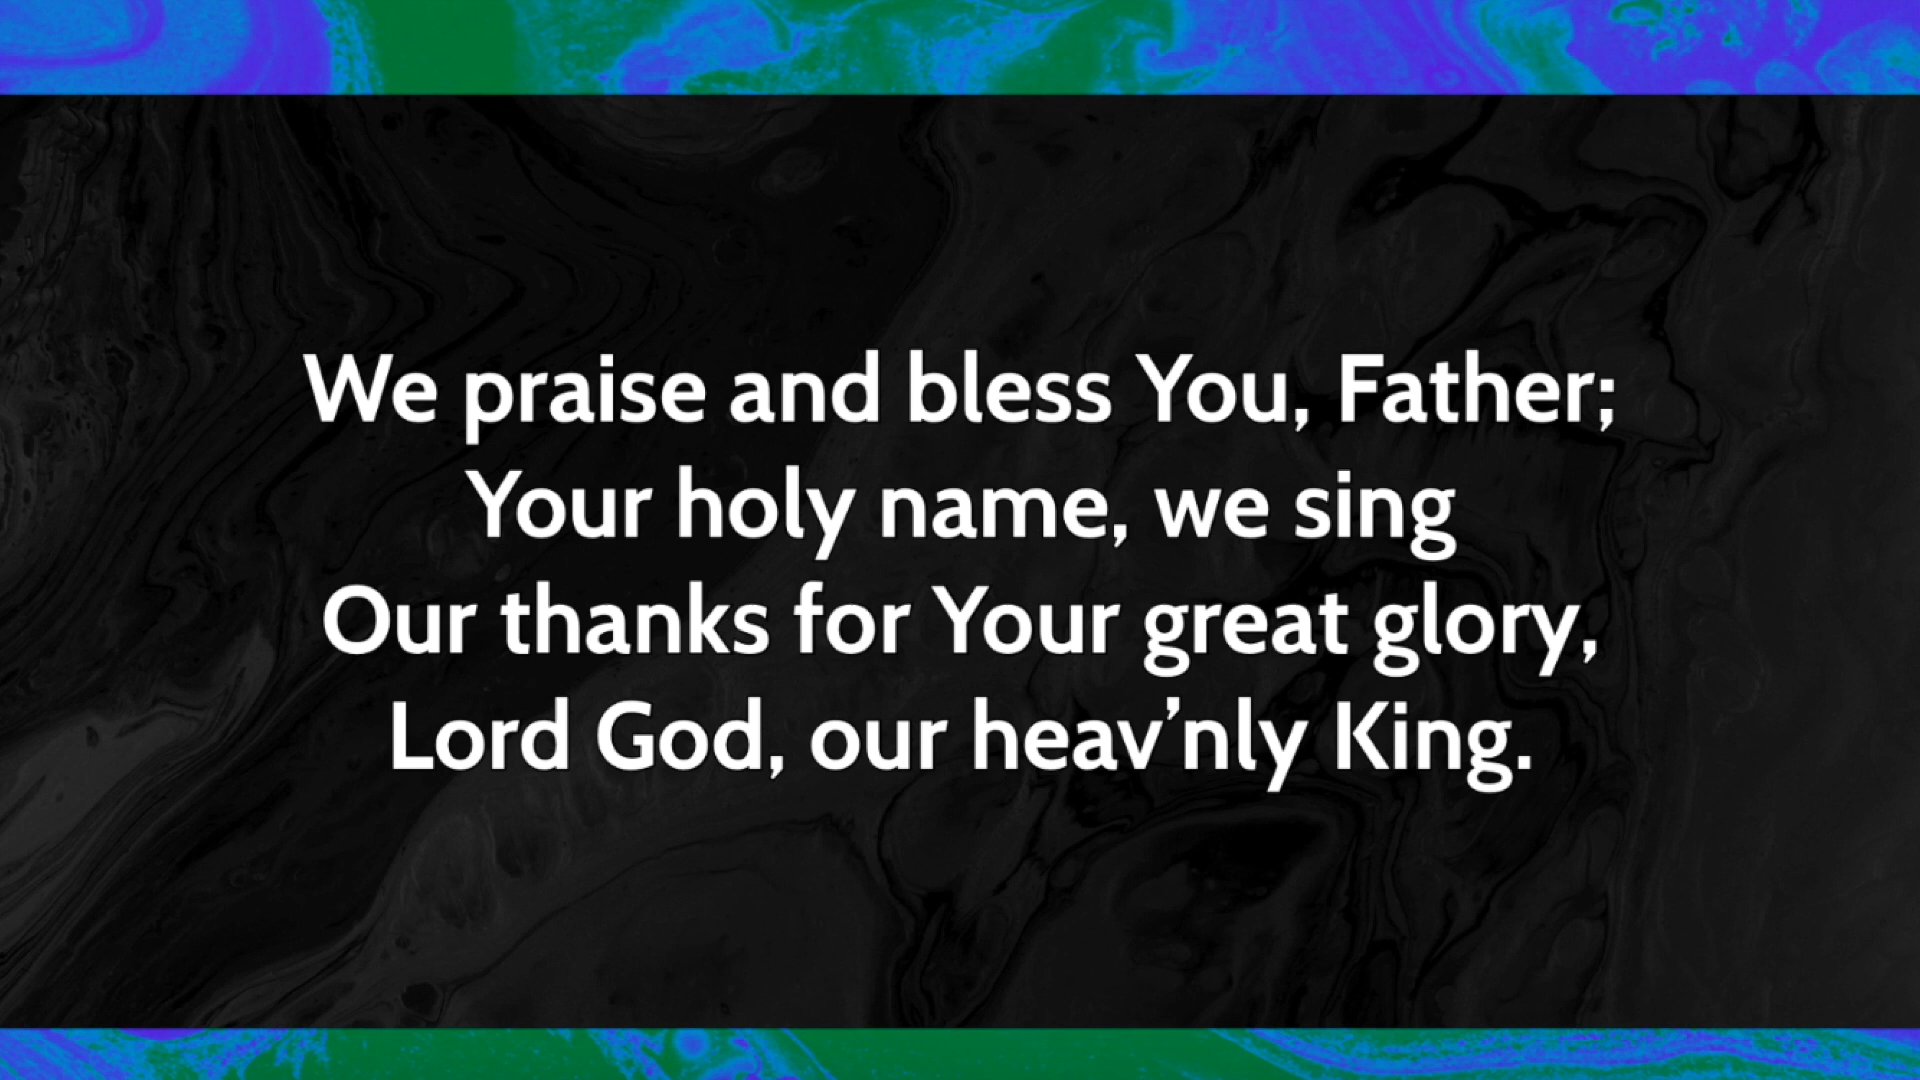 We praise and bless You, Father;
Your holy name, we sing
Our thanks for Your great glory,
Lord God, our heav’nly King.